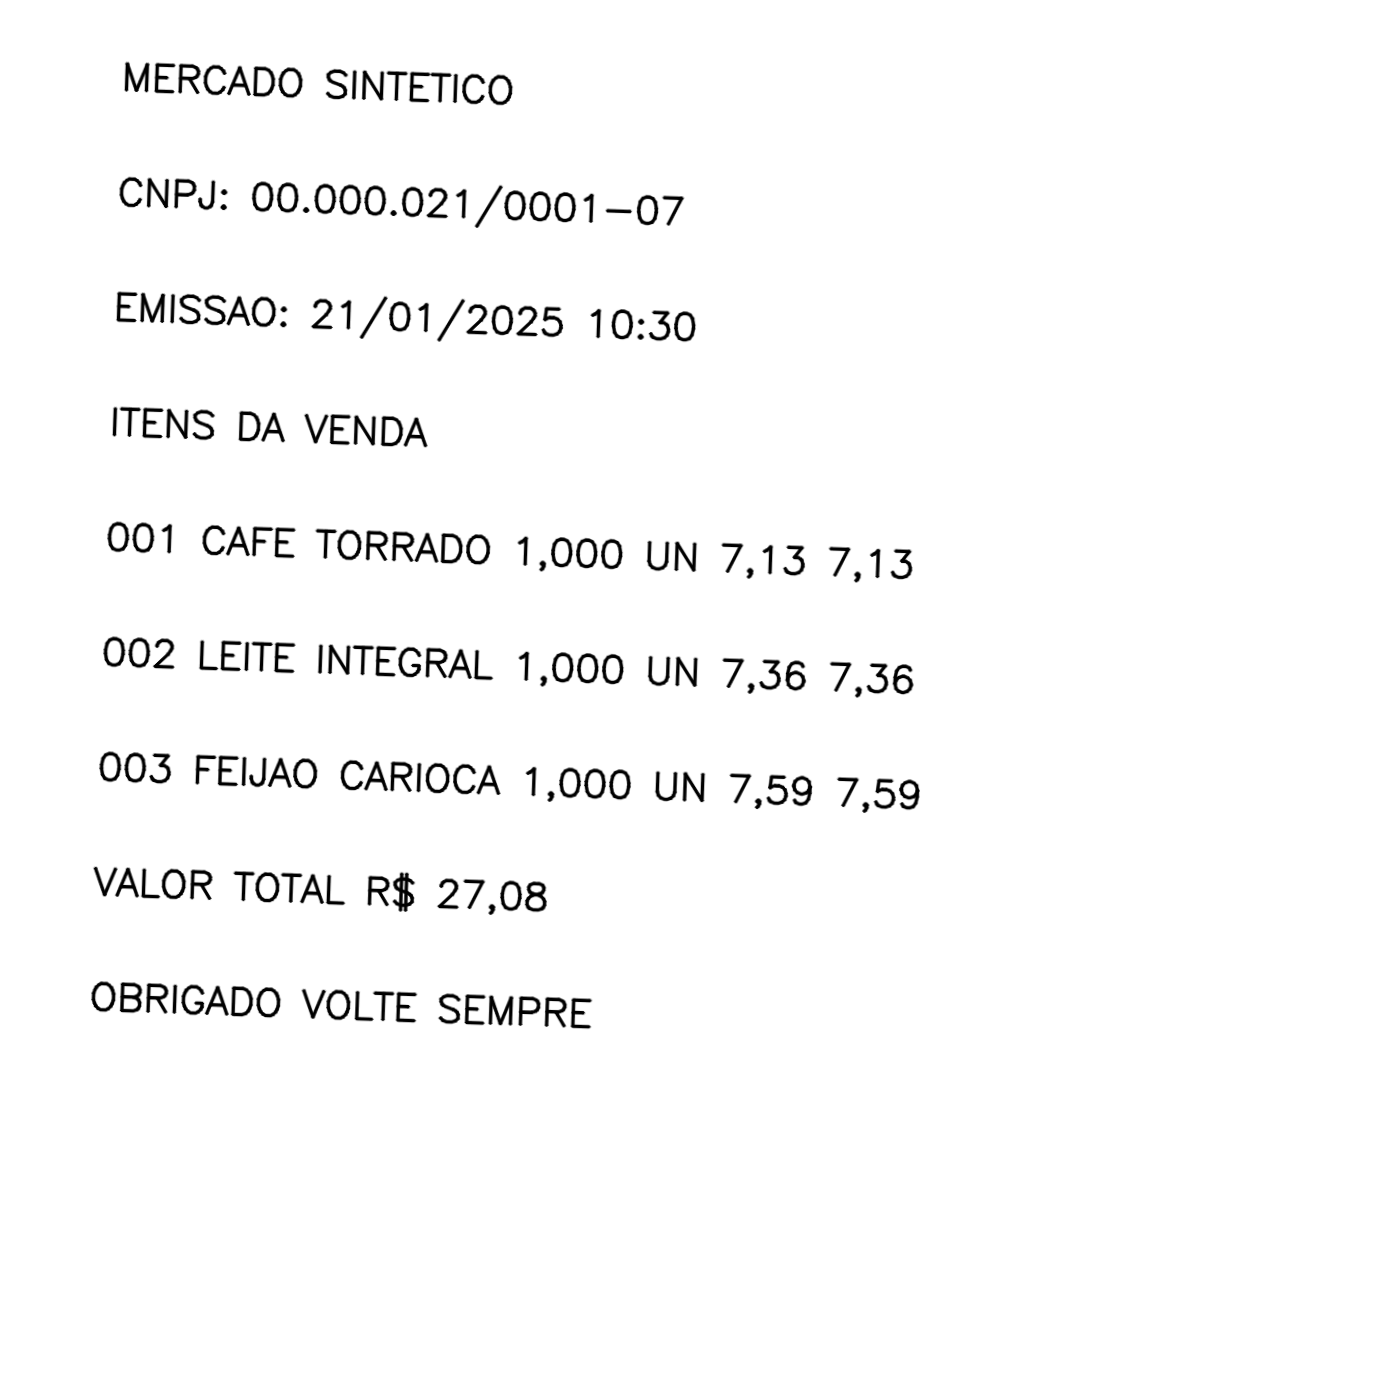 MERCADO SINTETICO
CNPJ: 00.000.021/0001-07
EMISSAO: 21/01/2025 10:30
ITENS DA VENDA
001 CAFE TORRADO 1,000 UN 7,13 7,13
002 LEITE INTEGRAL 1,000 UN 7,36 7,36
003 FEIJAO CARIOCA 1,000 UN 7,59 7,59
VALOR TOTAL R$ 27,08
OBRIGADO VOLTE SEMPRE